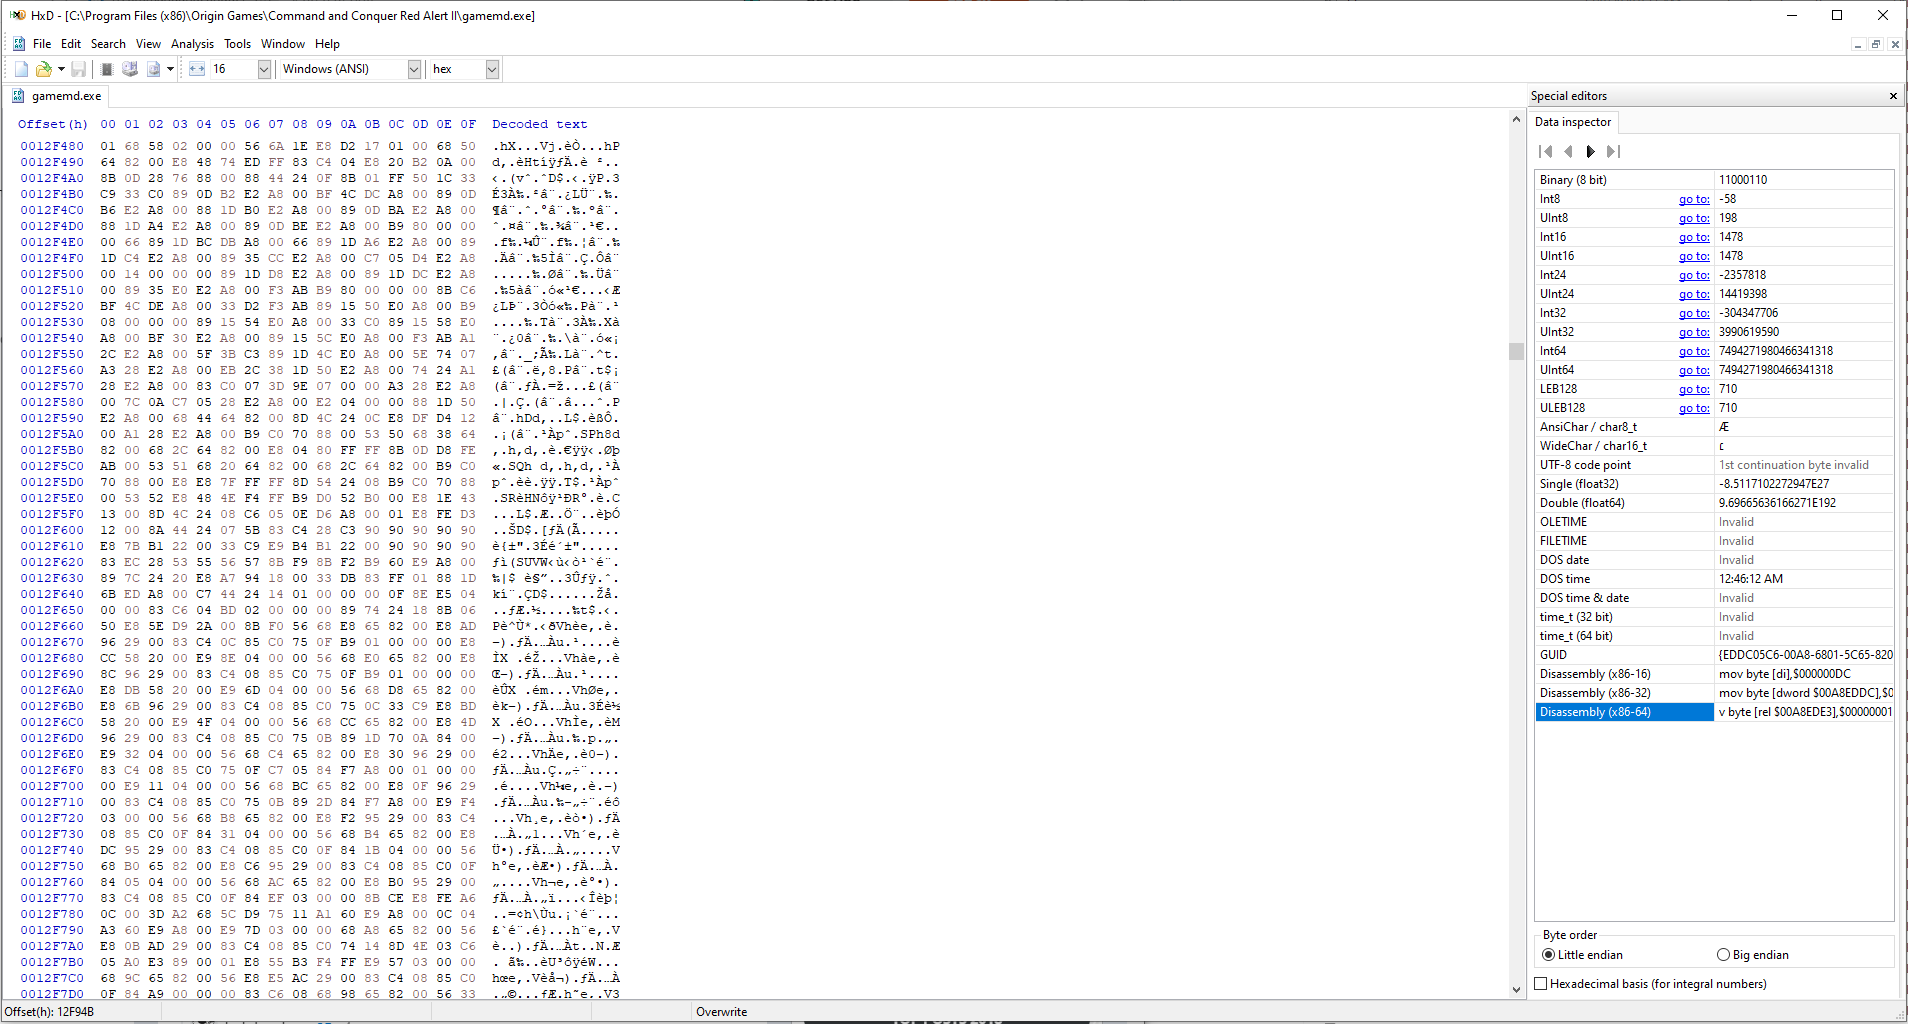 HxD - [C:\Program Files (x86)\Origin Games\Command and Conquer Red Alert II\gamemd.exe]
File Edit Search View Analysis Tools Window Help
16 Windows (ANSI) hex
gamemd.exe
Offset(h) 00 01 02 03 04 05 06 07 08 09 0A 0B 0C 0D 0E 0F Decoded text
0012F480 01 68 58 02 00 00 56 6A 1E E8 D2 17 01 00 68 50 .hX...Vj.èÒ...hP
0012F490 64 82 00 E8 48 74 ED FF 83 C4 04 E8 20 B2 0A 00 d‚.èHtíÿƒÄ.è ²..
0012F4A0 8B 0D 28 76 88 00 88 44 24 0F 8B 01 FF 50 1C 33 ‹.(vˆ.ˆD$.‹.ÿP.3
0012F4B0 C9 33 C0 89 0D B2 E2 A8 00 BF 4C DC A8 00 89 0D É3À‰.²â¨.¿LÜ¨.‰.
0012F4C0 B6 E2 A8 00 88 1D B0 E2 A8 00 89 0D BA E2 A8 00 ¶â¨.ˆ.°â¨.‰.ºâ¨.
0012F4D0 88 1D A4 E2 A8 00 89 0D BE E2 A8 00 B9 80 00 00 ˆ.¤â¨.‰.¾â¨.¹€..
0012F4E0 00 66 89 1D BC DB A8 00 66 89 1D A6 E2 A8 00 89 .f‰.¼Û¨.f‰.¦â¨.‰
0012F4F0 1D C4 E2 A8 00 89 35 CC E2 A8 00 C7 05 D4 E2 A8 .Äâ¨.‰5Ìâ¨.Ç.Ôâ¨
0012F500 00 14 00 00 00 89 1D D8 E2 A8 00 89 1D DC E2 A8 .....‰.Øâ¨.‰.Üâ¨
0012F510 00 89 35 E0 E2 A8 00 F3 AB B9 80 00 00 00 8B C6 .‰5àâ¨.ó«¹€...‹Æ
0012F520 BF 4C DE A8 00 33 D2 F3 AB 89 15 50 E0 A8 00 B9 ¿LÞ¨.3Òó«‰.Pà¨.¹
0012F530 08 00 00 00 89 15 54 E0 A8 00 33 C0 89 15 58 E0 ....‰.Tà¨.3À‰.Xà
0012F540 A8 00 BF 30 E2 A8 00 89 15 5C E0 A8 00 F3 AB A1 ¨.¿0â¨.‰.\à¨.ó«¡
0012F550 2C E2 A8 00 5F 3B C3 89 1D 4C E0 A8 00 5E 74 07 ,â¨._;Ã‰.Là¨.^t.
0012F560 A3 28 E2 A8 00 EB 2C 38 1D 50 E2 A8 00 74 24 A1 £(â¨.ë,8.Pâ¨.t$¡
0012F570 28 E2 A8 00 83 C0 07 3D 9E 07 00 00 A3 28 E2 A8 (â¨.ƒÀ.=ž...£(â¨
0012F580 00 7C 0A C7 05 28 E2 A8 00 E2 04 00 00 88 1D 50 .|.Ç.(â¨.â...ˆ.P
0012F590 E2 A8 00 68 44 64 82 00 8D 4C 24 0C E8 DF D4 12 â¨.hDd‚..L$.èßÔ.
0012F5A0 00 A1 28 E2 A8 00 B9 C0 70 88 00 53 50 68 38 64 .¡(â¨.¹Àpˆ.SPh8d
0012F5B0 82 00 68 2C 64 82 00 E8 04 80 FF FF 8B 0D D8 FE ‚.h,d‚.è.€ÿÿ‹.Øþ
0012F5C0 AB 00 53 51 68 20 64 82 00 68 2C 64 82 00 B9 C0 «.SQh d‚.h,d‚.¹À
0012F5D0 70 88 00 E8 E8 7F FF FF 8D 54 24 08 B9 C0 70 88 pˆ.èè.ÿÿ.T$.¹Àpˆ
0012F5E0 00 53 52 E8 48 4E F4 FF B9 D0 52 B0 00 E8 1E 43 .SRèHNôÿ¹ÐR°.è.C
0012F5F0 13 00 8D 4C 24 08 C6 05 0E D6 A8 00 01 E8 FE D3 ...L$.Æ..Ö¨..èþÓ
0012F600 12 00 8A 44 24 07 5B 83 C4 28 C3 90 90 90 90 90 ..ŠD$.[ƒÄ(Ã.....
0012F610 E8 7B B1 22 00 33 C9 E9 B4 B1 22 00 90 90 90 90 è{±".3Éé´±".....
0012F620 83 EC 28 53 55 56 57 8B F9 8B F2 B9 60 E9 A8 00 ƒì(SUVW‹ù‹ò¹`é¨.
0012F630 89 7C 24 20 E8 A7 94 18 00 33 DB 83 FF 01 88 1D ‰|$ è§”..3Ûƒÿ.ˆ.
0012F640 6B ED A8 00 C7 44 24 14 01 00 00 00 0F 8E E5 04 kí¨.ÇD$......Žå.
0012F650 00 00 83 C6 04 BD 02 00 00 00 89 74 24 18 8B 06 ..ƒÆ.½....‰t$.‹.
0012F660 50 E8 5E D9 2A 00 8B F0 56 68 E8 65 82 00 E8 AD Pè^Ù*.‹ðVhèe‚.è.
0012F670 96 29 00 83 C4 0C 85 C0 75 0F B9 01 00 00 00 E8 –).ƒÄ.…Àu.¹....è
0012F680 CC 58 20 00 E9 8E 04 00 00 56 68 E0 65 82 00 E8 ÌX .éŽ...Vhàe‚.è
0012F690 8C 96 29 00 83 C4 08 85 C0 75 0F B9 01 00 00 00 Œ–).ƒÄ.…Àu.¹....
0012F6A0 E8 DB 58 20 00 E9 6D 04 00 00 56 68 D8 65 82 00 èÛX .ém...VhØe‚.
0012F6B0 E8 6B 96 29 00 83 C4 08 85 C0 75 0C 33 C9 E8 BD èk–).ƒÄ.…Àu.3Éè½
0012F6C0 58 20 00 E9 4F 04 00 00 56 68 CC 65 82 00 E8 4D X .éO...VhÌe‚.èM
0012F6D0 96 29 00 83 C4 08 85 C0 75 0B 89 1D 70 0A 84 00 –).ƒÄ.…Àu.‰.p.„.
0012F6E0 E9 32 04 00 00 56 68 C4 65 82 00 E8 30 96 29 00 é2...VhÄe‚.è0–).
0012F6F0 83 C4 08 85 C0 75 0F C7 05 84 F7 A8 00 01 00 00 ƒÄ.…Àu.Ç.„÷¨....
0012F700 00 E9 11 04 00 00 56 68 BC 65 82 00 E8 0F 96 29 .é....Vh¼e‚.è.–)
0012F710 00 83 C4 08 85 C0 75 0B 89 2D 84 F7 A8 00 E9 F4 .ƒÄ.…Àu.‰-„÷¨.éô
0012F720 03 00 00 56 68 B8 65 82 00 E8 F2 95 29 00 83 C4 ...Vh¸e‚.èò•).ƒÄ
0012F730 08 85 C0 0F 84 31 04 00 00 56 68 B4 65 82 00 E8 .…À.„1...Vh´e‚.è
0012F740 DC 95 29 00 83 C4 08 85 C0 0F 84 1B 04 00 00 56 Ü•).ƒÄ.…À.„....V
0012F750 68 B0 65 82 00 E8 C6 95 29 00 83 C4 08 85 C0 0F h°e‚.èÆ•).ƒÄ.…À.
0012F760 84 05 04 00 00 56 68 AC 65 82 00 E8 B0 95 29 00 „....Vh¬e‚.è°•).
0012F770 83 C4 08 85 C0 0F 84 EF 03 00 00 8B CE E8 FE A6 ƒÄ.…À.„ï...‹Îèþ¦
0012F780 0C 00 3D A2 68 5C D9 75 11 A1 60 E9 A8 00 0C 04 ..=¢h\Ùu.¡`é¨...
0012F790 A3 60 E9 A8 00 E9 7D 03 00 00 68 A8 65 82 00 56 £`é¨.é}...h¨e‚.V
0012F7A0 E8 0B AD 29 00 83 C4 08 85 C0 74 14 8D 4E 03 C6 è..).ƒÄ.…Àt..N.Æ
0012F7B0 05 A0 E3 89 00 01 E8 55 B3 F4 FF E9 57 03 00 00 . ã‰..èU³ôÿéW...
0012F7C0 68 9C 65 82 00 56 E8 E5 AC 29 00 83 C4 08 85 C0 hœe‚.Vèå¬).ƒÄ.…À
0012F7D0 0F 84 A9 00 00 00 83 C6 08 68 98 65 82 00 56 33 .„©...ƒÆ.h˜e‚.V3
Special editors
Data inspector
Binary (8 bit) 11000110
Int8 go to: -58
UInt8 go to: 198
Int16 go to: 1478
UInt16 go to: 1478
Int24 go to: -2357818
UInt24 go to: 14419398
Int32 go to: -304347706
UInt32 go to: 3990619590
Int64 go to: 7494271980466341318
UInt64 go to: 7494271980466341318
LEB128 go to: 710
ULEB128 go to: 710
AnsiChar / char8_t Æ
WideChar / char16_t
UTF-8 code point 1st continuation byte invalid
Single (float32) -8.5117102272947E27
Double (float64) 9.69665636166271E192
OLETIME Invalid
FILETIME Invalid
DOS date Invalid
DOS time 12:46:12 AM
DOS time & date Invalid
time_t (32 bit) Invalid
time_t (64 bit) Invalid
GUID {EDDC05C6-00A8-6801-5C65-820
Disassembly (x86-16) mov byte [di],$000000DC
Disassembly (x86-32) mov byte [dword $00A8EDDC],$0
Disassembly (x86-64) v byte [rel $00A8EDE3],$00000001
Byte order
Little endian Big endian
Hexadecimal basis (for integral numbers)
Offset(h): 12F94B Overwrite